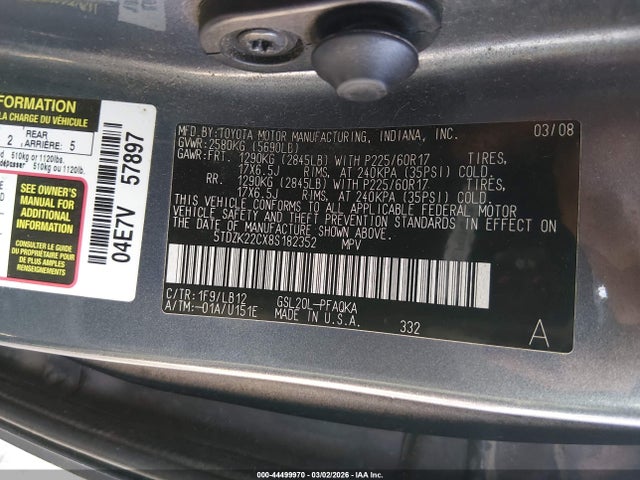 FORMATION
LA CHARGE DU VÉHICULE
2 REAR ARRIÈRE: 5
510kg or 1120lbs.
dépasser 510kg ou 1120lb.
SEE OWNER'S
MANUAL FOR
ADDITIONAL
INFORMATION
CONSULTER LE
GUIDE DU
PROPRIÉTAIRE POUR
PLUS DE
RENSEIGNEMENTS
04E7V 57897
MFD.BY:TOYOTA MOTOR MANUFACTURING, INDIANA, INC. 03/08
GVWR:2580KG (5690LB)
GAWR:FRT. 1290KG (2845LB) WITH P225/60R17 TIRES,
17X6.5J RIMS, AT 240KPA (35PSI) COLD.
RR. 1290KG (2845LB) WITH P225/60R17 TIRES,
17X6.5J RIMS, AT 240KPA (35PSI) COLD.
THIS VEHICLE CONFORMS TO ALL APPLICABLE FEDERAL MOTOR
VEHICLE SAFETY AND THEFT PREVENTION STANDARDS IN EFFECT ON
THE DATE OF MANUFACTURE SHOWN ABOVE.
5TDZK22CX8S182352 MPV
C/TR:1F9/LB12 GSL20L-PFAQKA
A/TM:-01A/U151E MADE IN U.S.A. 332 A
000-44499970 - 03/02/2026 - IAAI.COM